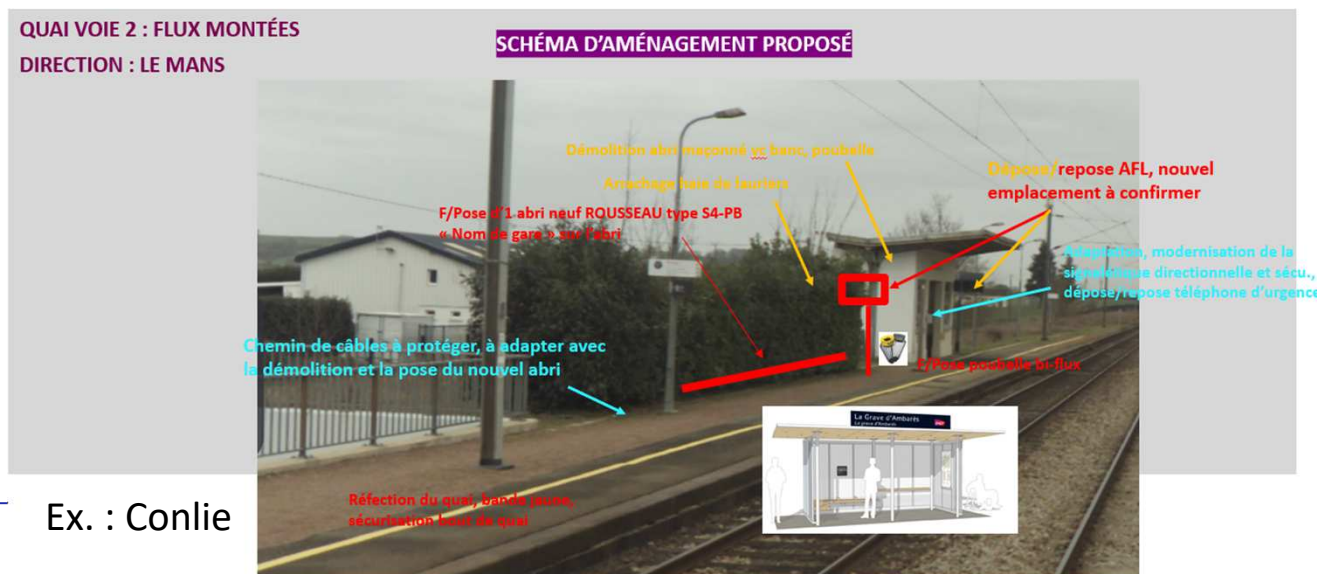 QUAI VOIE 2 : FLUX MONTÉES
DIRECTION : LE MANS
SCHÉMA D'AMÉNAGEMENT PROPOSÉ
Démolition abri maçonné yc banc, poubelle
Arrachage haie de lauriers
Dépose/repose AFL, nouvel
emplacement à confirmer
F/Pose d'1 abri neuf ROUSSEAU type S4-PB
« Nom de gare » sur l'abri
Adaptation, modernisation de la
signalétique directionnelle et sécu.,
dépose/repose téléphone d'urgence
Chemin de câbles à protéger, à adapter avec
la démolition et la pose du nouvel abri
F/Pose poubelle bi-flux
La Grave d'Ambarès
La grava d'Ambarés
Réfection du quai, bande jaune,
sécurisation bout de quai
Ex. : Conlie